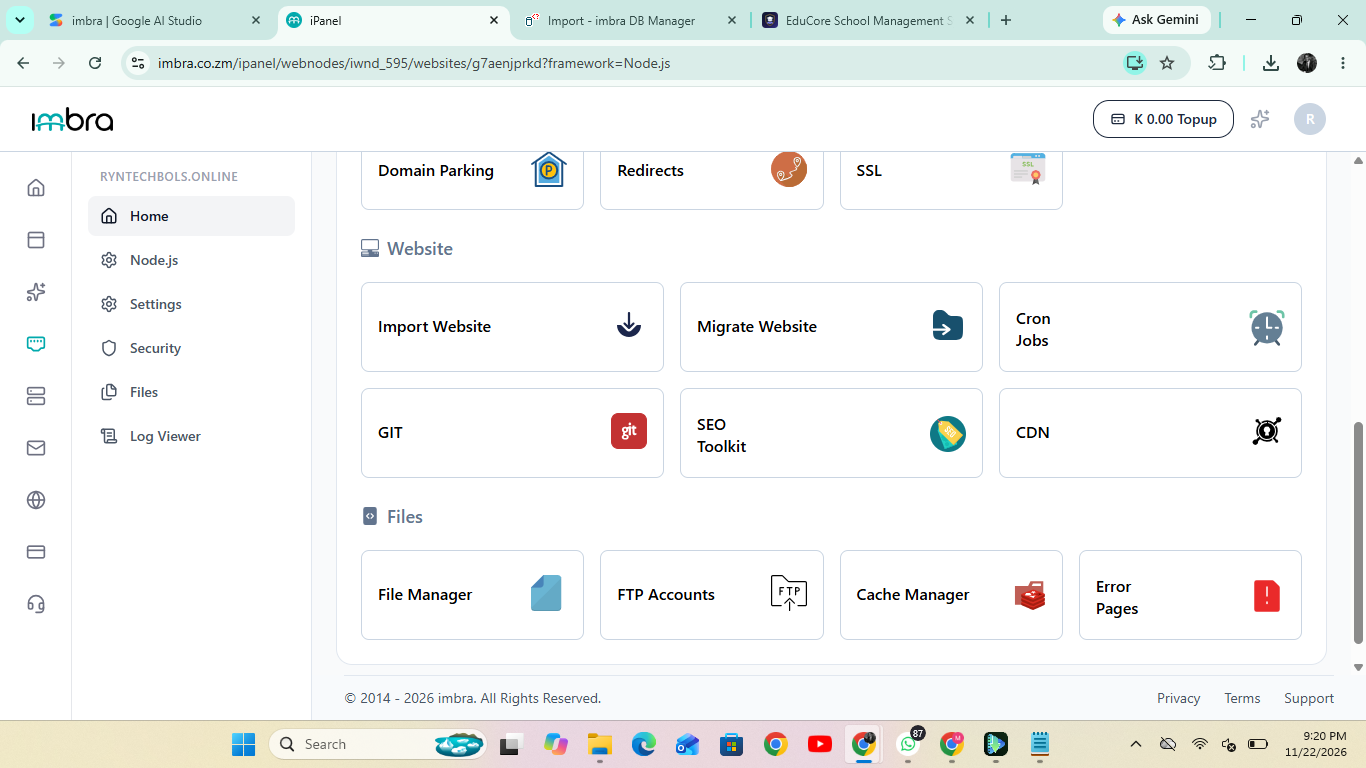 imbra | Google AI Studio
iPanel
Import - imbra DB Manager
EduCore School Management S
Ask Gemini
imbra.co.zm/ipanel/webnodes/iwnd_595/websites/g7aenjprkd?framework=Node.js
imbra
K 0.00 Topup
R
RYNTECHBOLS.ONLINE
Home
Node.js
Settings
Security
Files
Log Viewer
Domain Parking
P
Redirects
SSL
SSL
Website
Import Website
Migrate Website
Cron
Jobs
GIT
git
SEO
Toolkit
CDN
Files
File Manager
FTP Accounts
FTP
Cache Manager
Error
Pages
© 2014 - 2026 imbra. All Rights Reserved.
Privacy
Terms
Support
Search
87
9:20 PM
11/22/2026